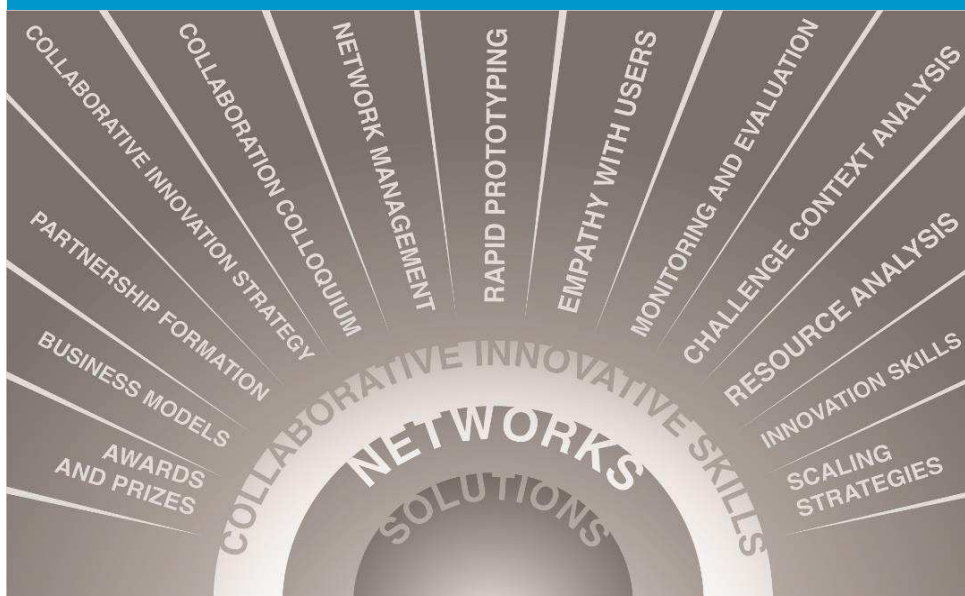 AWARDS
AND PRIZES
BUSINESS MODELS
PARTNERSHIP FORMATION
COLLABORATIVE INNOVATION STRATEGY
COLLABORATION COLLOQUIUM
NETWORK MANAGEMENT
RAPID PROTOTYPING
EMPATHY WITH USERS
MONITORING AND EVALUATION
CHALLENGE CONTEXT ANALYSIS
RESOURCE ANALYSIS
INNOVATION SKILLS
SCALING
STRATEGIES
COLLABORATIVE INNOVATIVE SKILLS
NETWORKS
SOLUTIONS